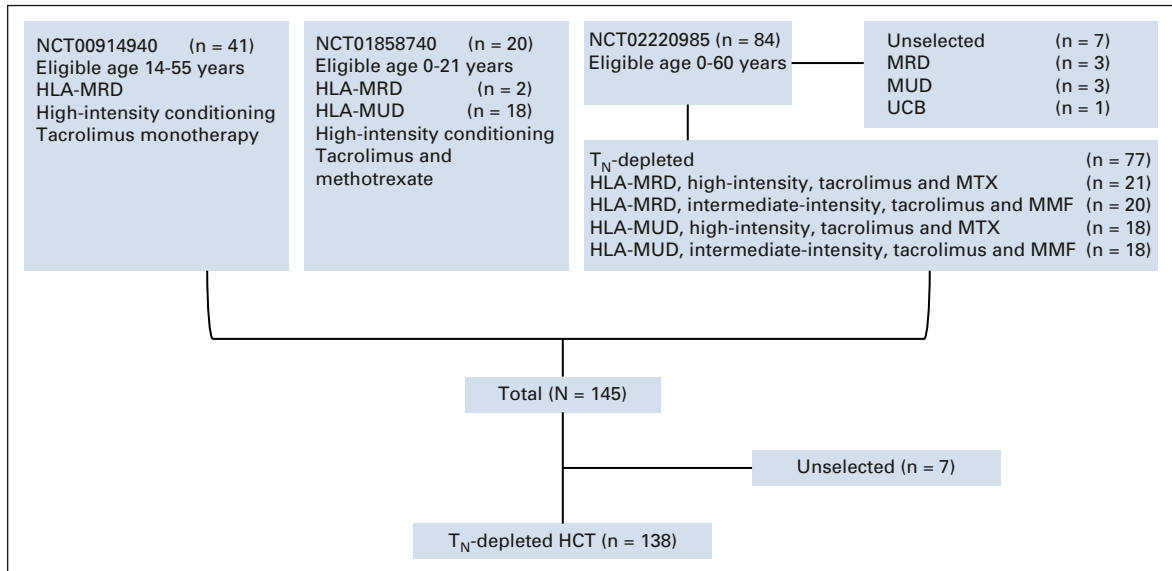 NCT00914940 (n = 41)
Eligible age 14-55 years
HLA-MRD
High-intensity conditioning
Tacrolimus monotherapy
NCT01858740 (n = 20)
Eligible age 0-21 years
HLA-MRD (n = 2)
HLA-MUD (n = 18)
High-intensity conditioning
Tacrolimus and
methotrexate
NCT02220985 (n = 84)
Eligible age 0-60 years
Unselected (n = 7)
MRD (n = 3)
MUD (n = 3)
UCB (n = 1)
T_N-depleted (n = 77)
HLA-MRD, high-intensity, tacrolimus and MTX (n = 21)
HLA-MRD, intermediate-intensity, tacrolimus and MMF (n = 20)
HLA-MUD, high-intensity, tacrolimus and MTX (n = 18)
HLA-MUD, intermediate-intensity, tacrolimus and MMF (n = 18)
Total (N = 145)
Unselected (n = 7)
T_N-depleted HCT (n = 138)